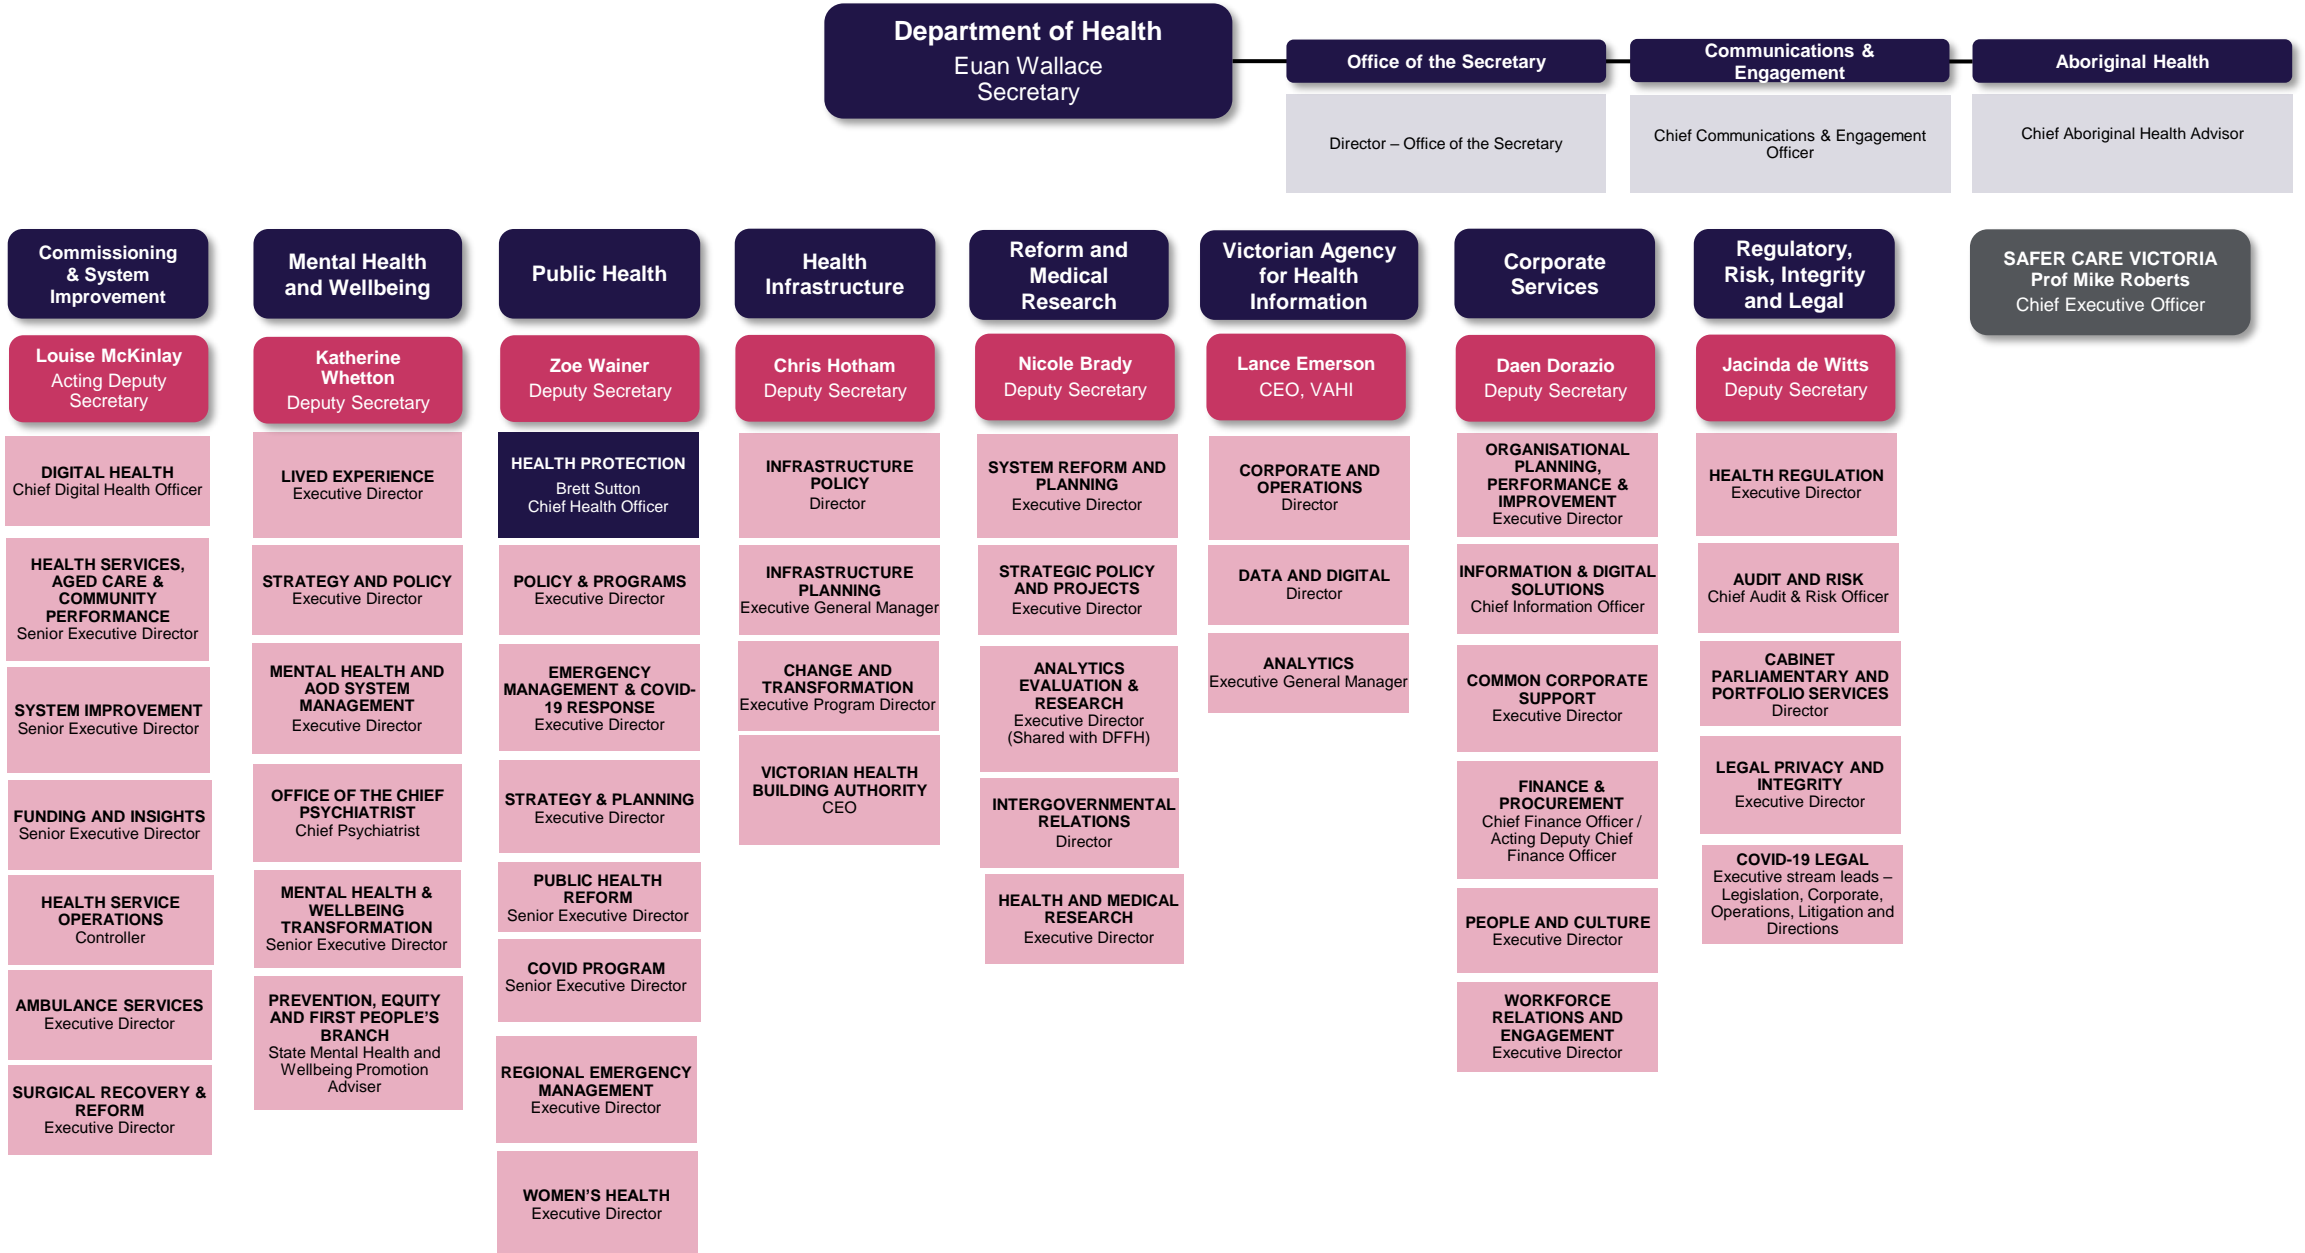 Department of Health
Euan Wallace
Secretary
Office of the Secretary
Communications &
Engagement
Aboriginal Health
Director – Office of the Secretary
Chief Communications & Engagement
Officer
Chief Aboriginal Health Advisor
Commissioning
& System
Improvement
Louise McKinlay
Acting Deputy
Secretary
DIGITAL HEALTH
Chief Digital Health Officer
HEALTH SERVICES,
AGED CARE &
COMMUNITY
PERFORMANCE
Senior Executive Director
SYSTEM IMPROVEMENT
Senior Executive Director
FUNDING AND INSIGHTS
Senior Executive Director
HEALTH SERVICE
OPERATIONS
Controller
AMBULANCE SERVICES
Executive Director
SURGICAL RECOVERY &
REFORM
Executive Director
Mental Health
and Wellbeing
Katherine
Whetton
Deputy Secretary
LIVED EXPERIENCE
Executive Director
STRATEGY AND POLICY
Executive Director
MENTAL HEALTH AND
AOD SYSTEM
MANAGEMENT
Executive Director
OFFICE OF THE CHIEF
PSYCHIATRIST
Chief Psychiatrist
MENTAL HEALTH &
WELLBEING
TRANSFORMATION
Senior Executive Director
PREVENTION, EQUITY
AND FIRST PEOPLE'S
BRANCH
State Mental Health and
Wellbeing Promotion
Adviser
Public Health
Zoe Wainer
Deputy Secretary
HEALTH PROTECTION
Brett Sutton
Chief Health Officer
POLICY & PROGRAMS
Executive Director
EMERGENCY
MANAGEMENT & COVID-
19 RESPONSE
Executive Director
STRATEGY & PLANNING
Executive Director
PUBLIC HEALTH
REFORM
Senior Executive Director
COVID PROGRAM
Senior Executive Director
REGIONAL EMERGENCY
MANAGEMENT
Executive Director
WOMEN'S HEALTH
Executive Director
Health
Infrastructure
Chris Hotham
Deputy Secretary
INFRASTRUCTURE
POLICY
Director
INFRASTRUCTURE
PLANNING
Executive General Manager
CHANGE AND
TRANSFORMATION
Executive Program Director
VICTORIAN HEALTH
BUILDING AUTHORITY
CEO
Reform and
Medical
Research
Nicole Brady
Deputy Secretary
SYSTEM REFORM AND
PLANNING
Executive Director
STRATEGIC POLICY
AND PROJECTS
Executive Director
ANALYTICS
EVALUATION &
RESEARCH
Executive Director
(Shared with DFFH)
INTERGOVERNMENTAL
RELATIONS
Director
HEALTH AND MEDICAL
RESEARCH
Executive Director
Victorian Agency
for Health
Information
Lance Emerson
CEO, VAHI
CORPORATE AND
OPERATIONS
Director
DATA AND DIGITAL
Director
ANALYTICS
Executive General Manager
Corporate
Services
Daen Dorazio
Deputy Secretary
ORGANISATIONAL
PLANNING,
PERFORMANCE &
IMPROVEMENT
Executive Director
INFORMATION & DIGITAL
SOLUTIONS
Chief Information Officer
COMMON CORPORATE
SUPPORT
Executive Director
FINANCE &
PROCUREMENT
Chief Finance Officer /
Acting Deputy Chief
Finance Officer
PEOPLE AND CULTURE
Executive Director
WORKFORCE
RELATIONS AND
ENGAGEMENT
Executive Director
Regulatory,
Risk, Integrity
and Legal
Jacinda de Witts
Deputy Secretary
HEALTH REGULATION
Executive Director
AUDIT AND RISK
Chief Audit & Risk Officer
CABINET
PARLIAMENTARY AND
PORTFOLIO SERVICES
Director
LEGAL PRIVACY AND
INTEGRITY
Executive Director
COVID-19 LEGAL
Executive stream leads –
Legislation, Corporate,
Operations, Litigation and
Directions
SAFER CARE VICTORIA
Prof Mike Roberts
Chief Executive Officer